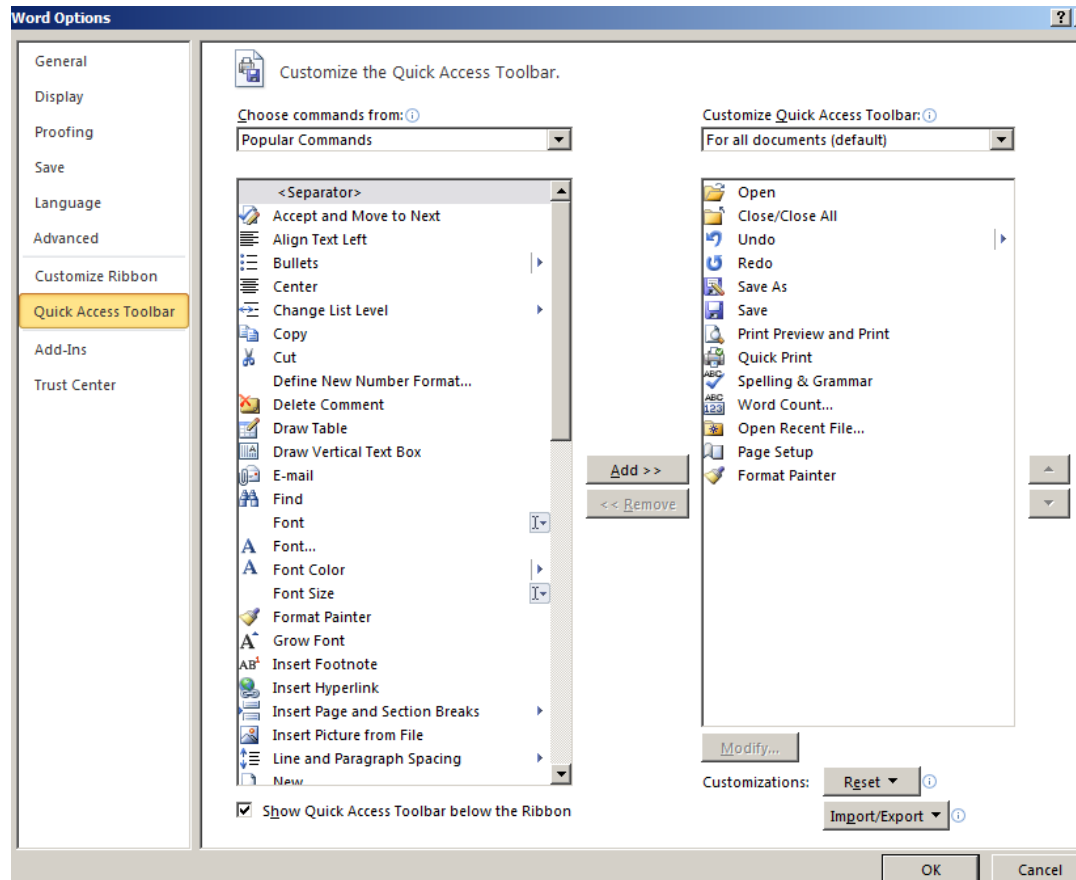 Word Options
?
General
Display
Proofing
Save
Language
Advanced
Customize Ribbon
Quick Access Toolbar
Add-Ins
Trust Center
Customize the Quick Access Toolbar.
Choose commands from:
Popular Commands
<Separator>
Accept and Move to Next
Align Text Left
Bullets
Center
Change List Level
Copy
Cut
Define New Number Format...
Delete Comment
Draw Table
Draw Vertical Text Box
E-mail
Find
Font
Font...
Font Color
Font Size
Format Painter
Grow Font
Insert Footnote
Insert Hyperlink
Insert Page and Section Breaks
Insert Picture from File
Line and Paragraph Spacing
New
Show Quick Access Toolbar below the Ribbon
Add >>
<< Remove
Customize Quick Access Toolbar:
For all documents (default)
Open
Close/Close All
Undo
Redo
Save As
Save
Print Preview and Print
Quick Print
Spelling & Grammar
Word Count...
Open Recent File...
Page Setup
Format Painter
Modify...
Customizations: Reset
Import/Export
OK Cancel